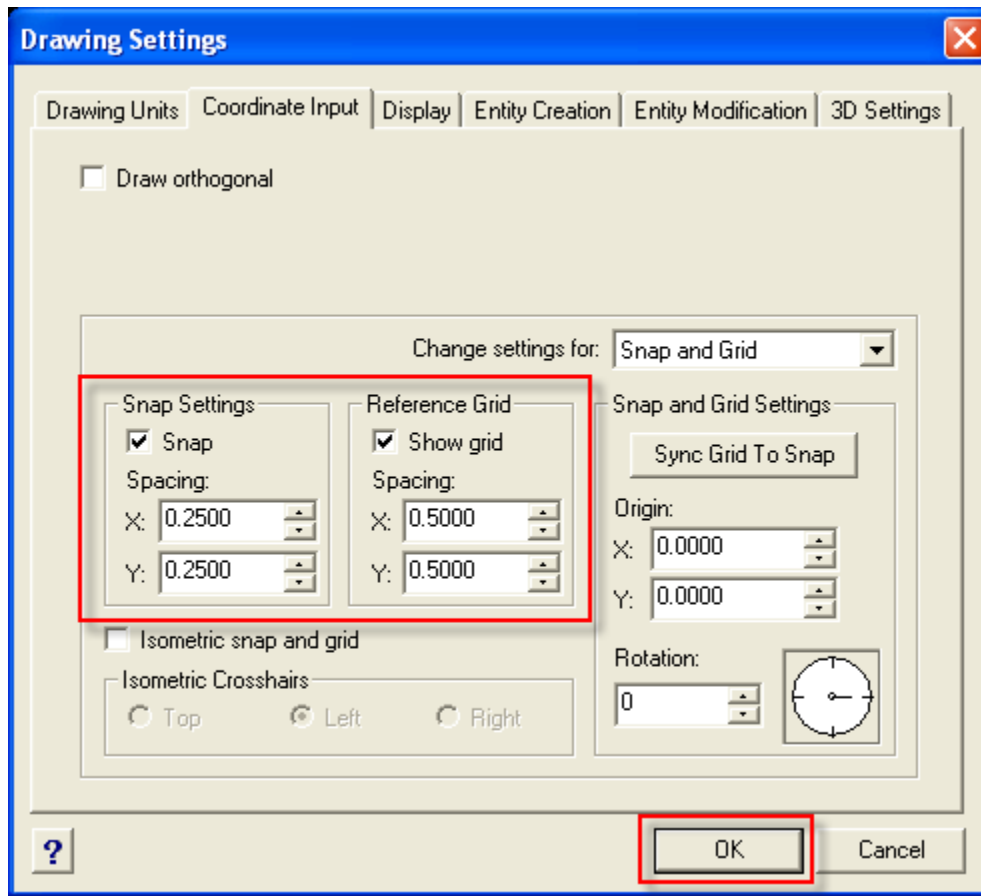 Drawing Settings
Drawing Units Coordinate Input Display Entity Creation Entity Modification 3D Settings
Draw orthogonal
Change settings for: Snap and Grid
Snap Settings Reference Grid Snap and Grid Settings
Snap Show grid Sync Grid To Snap
Spacing: Spacing:
Origin:
X: 0.2500 X: 0.5000 X: 0.0000
Y: 0.2500 Y: 0.5000 Y: 0.0000
Isometric snap and grid
Rotation:
Isometric Crosshairs
Top Left Right 0
? OK Cancel